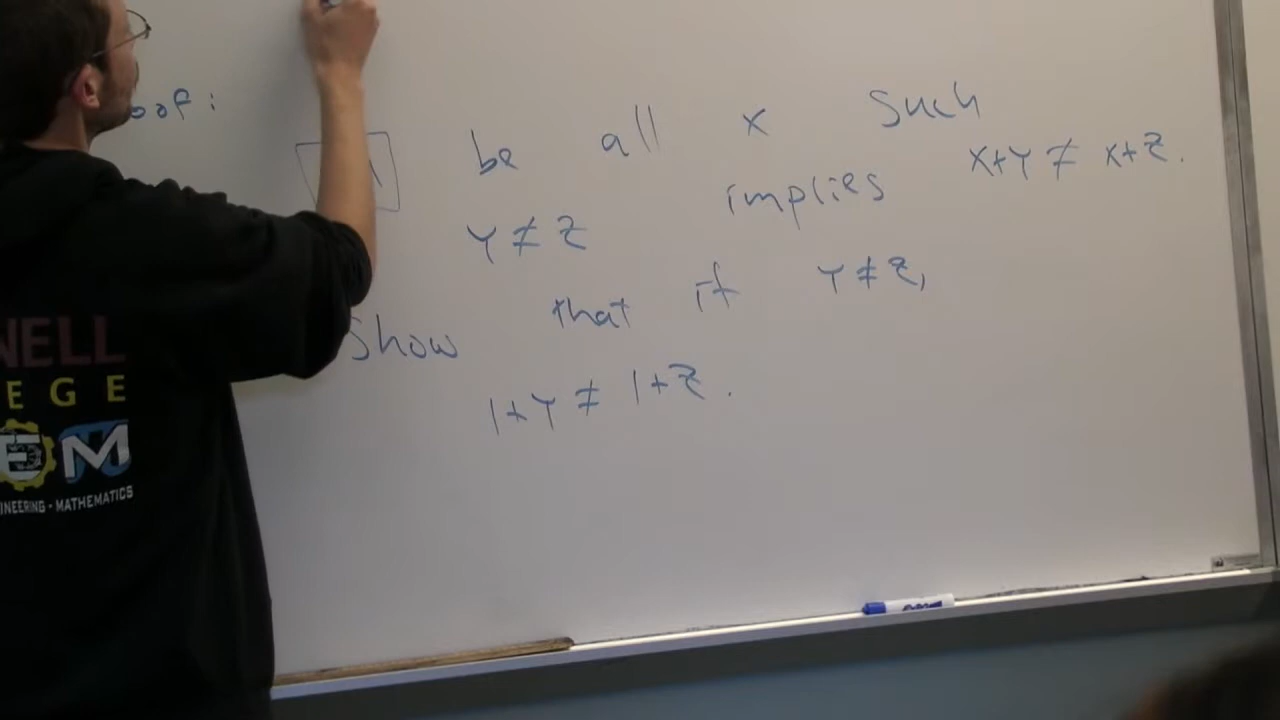 oof:
be all x such
Y ≠ Z implies x+Y ≠ x+Z.
Show that if Y ≠ Z,
1+Y ≠ 1+Z.
NELL
EGE
EM
INEERING • MATHEMATICS